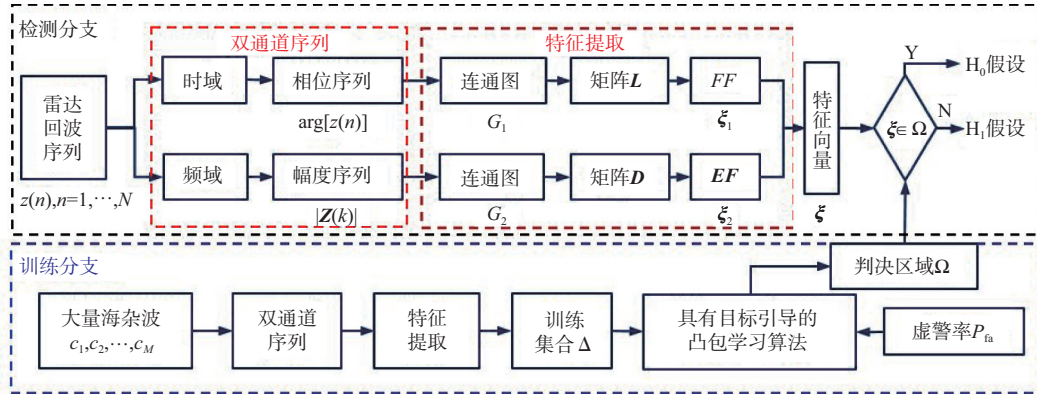 检测分支
双通道序列
特征提取
雷达
回波
序列
z(n),n=1,⋯,N
时域
相位序列
arg[z(n)]
连通图
G₁
矩阵L
FF
ξ₁
频域
幅度序列
|Z(k)|
连通图
G₂
矩阵D
EF
ξ₂
特征向量
ξ
ξ∈Ω
Y
H₀假设
N
H₁假设
训练分支
大量海杂波
c₁,c₂,⋯,c_M
双通道
序列
特征
提取
训练
集合Δ
具有目标引导的
凸包学习算法
判决区域Ω
虚警率P_fa